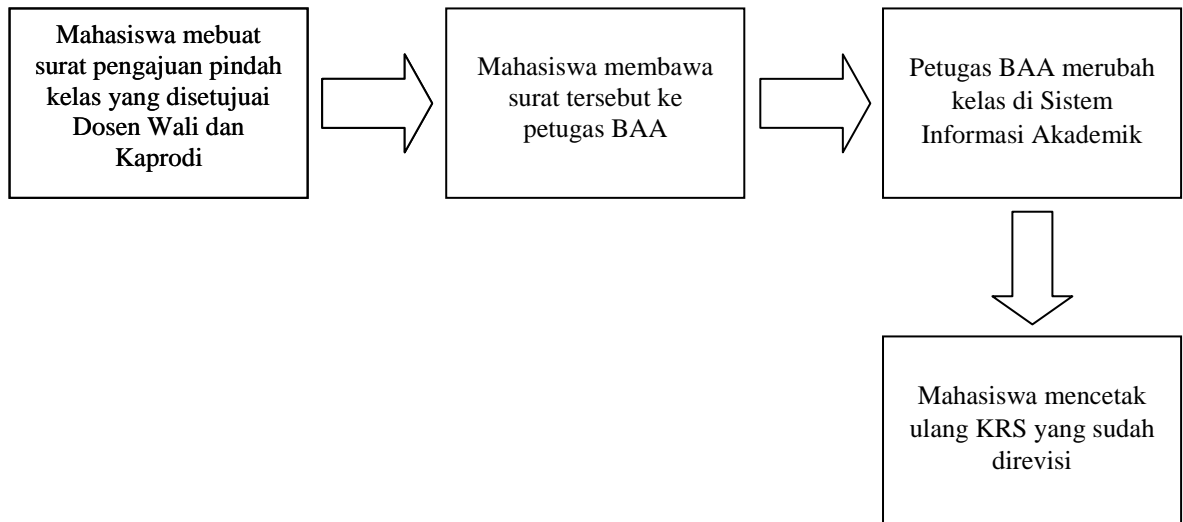 Mahasiswa mebuat
surat pengajuan pindah
kelas yang disetujuai
Dosen Wali dan
Kaprodi
Mahasiswa membawa
surat tersebut ke
petugas BAA
Petugas BAA merubah
kelas di Sistem
Informasi Akademik
Mahasiswa mencetak
ulang KRS yang sudah
direvisi